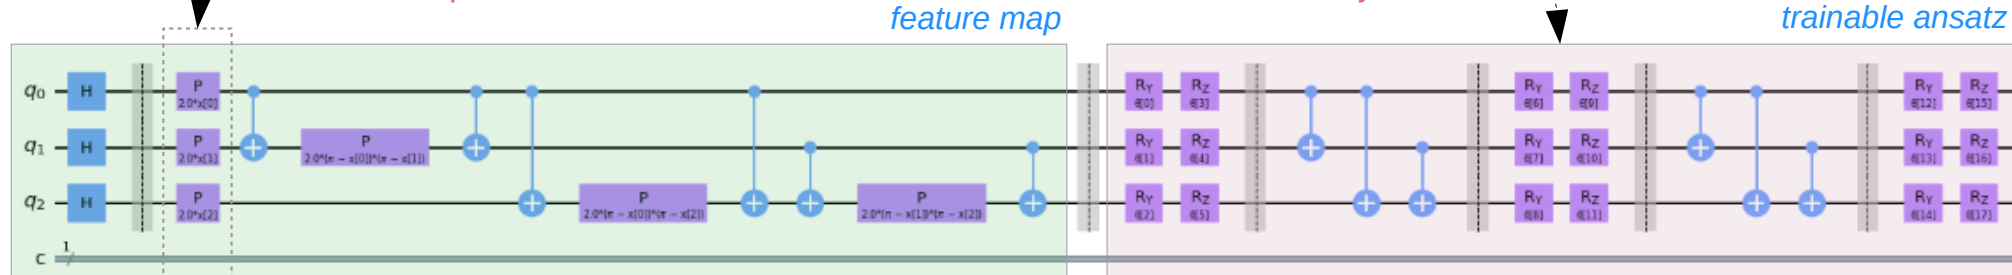 feature map
trainable ansatz
q0 H P 2.0*x[0] RY θ[0] RZ θ[3] RY θ[6] RZ θ[9] RY θ[12] RZ θ[15]
q1 H P 2.0*x[1] P 2.0*(π − x[0])*(π − x[1]) RY θ[1] RZ θ[4] RY θ[7] RZ θ[10] RY θ[13] RZ θ[16]
q2 H P 2.0*x[2] P 2.0*(π − x[0])*(π − x[2]) P 2.0*(π − x[1])*(π − x[2]) RY θ[2] RZ θ[5] RY θ[8] RZ θ[11] RY θ[14] RZ θ[17]
c 1